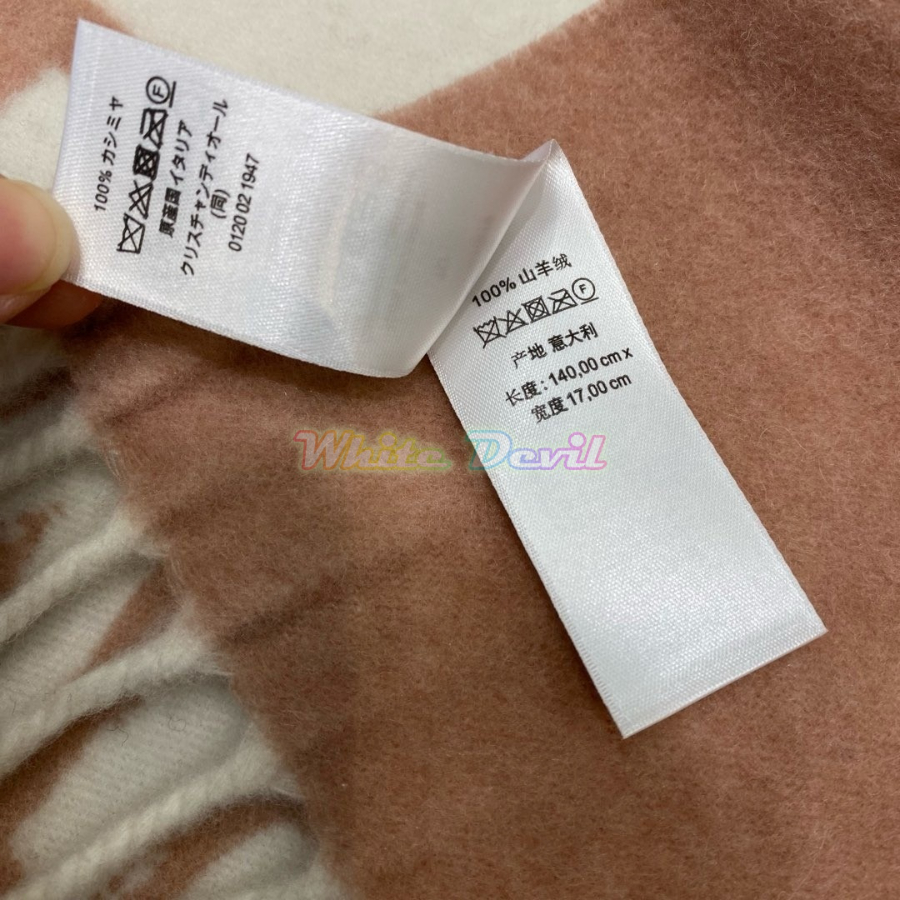 100% カシミヤ
F
原産国 イタリア
クリスチャンディオール
(同)
0120 02 1947
100% 山羊绒
F
产地 意大利
长度 : 140,00 cm x
宽度 17,00 cm
White Devil